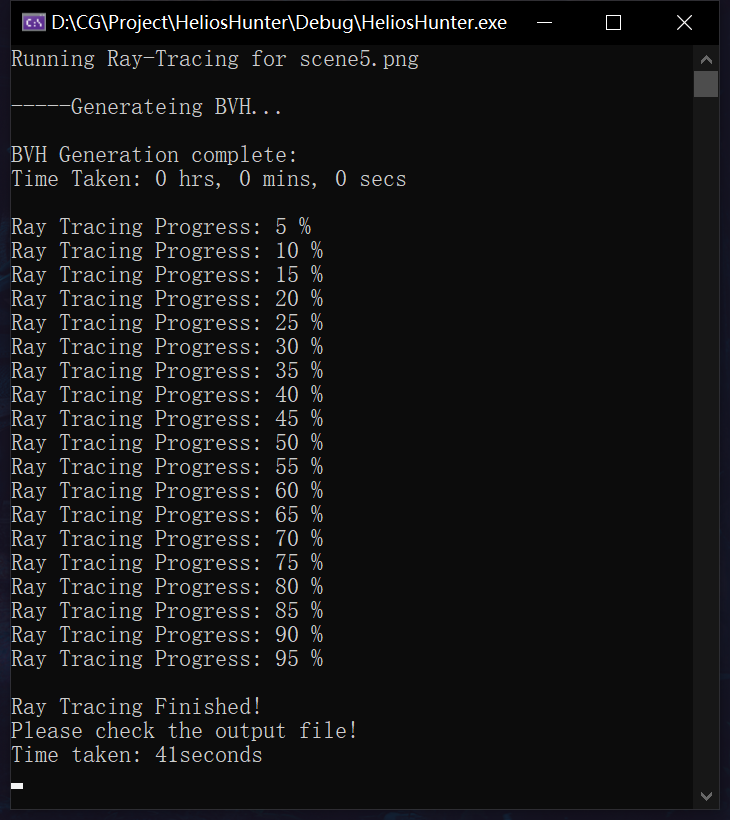 D:\CG\Project\HeliosHunter\Debug\HeliosHunter.exe
Running Ray-Tracing for scene5.png
-----Generateing BVH...
BVH Generation complete:
Time Taken: 0 hrs, 0 mins, 0 secs
Ray Tracing Progress: 5 %
Ray Tracing Progress: 10 %
Ray Tracing Progress: 15 %
Ray Tracing Progress: 20 %
Ray Tracing Progress: 25 %
Ray Tracing Progress: 30 %
Ray Tracing Progress: 35 %
Ray Tracing Progress: 40 %
Ray Tracing Progress: 45 %
Ray Tracing Progress: 50 %
Ray Tracing Progress: 55 %
Ray Tracing Progress: 60 %
Ray Tracing Progress: 65 %
Ray Tracing Progress: 70 %
Ray Tracing Progress: 75 %
Ray Tracing Progress: 80 %
Ray Tracing Progress: 85 %
Ray Tracing Progress: 90 %
Ray Tracing Progress: 95 %
Ray Tracing Finished!
Please check the output file!
Time taken: 41seconds